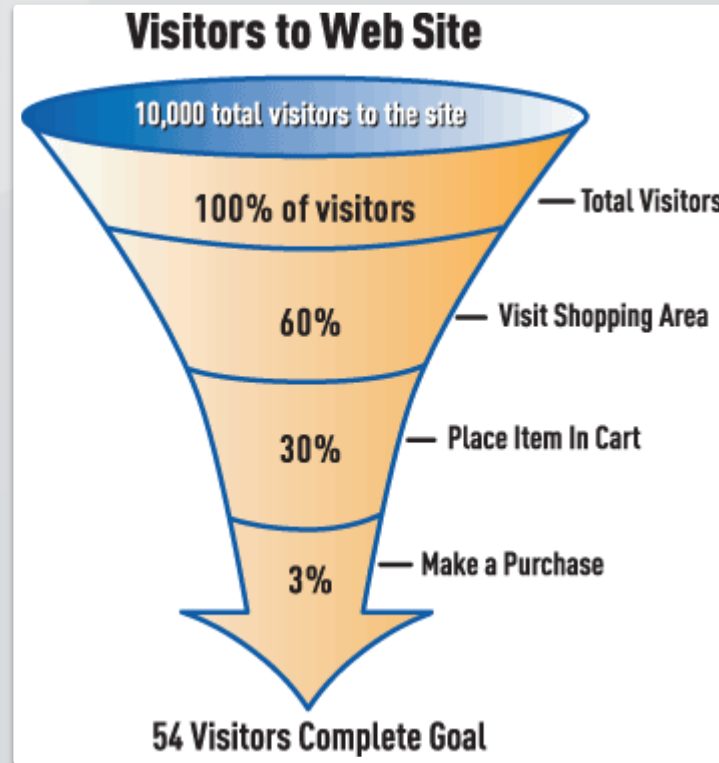 Visitors to Web Site
10,000 total visitors to the site
100% of visitors
Total Visitors
60%
Visit Shopping Area
30%
Place Item In Cart
3%
Make a Purchase
54 Visitors Complete Goal